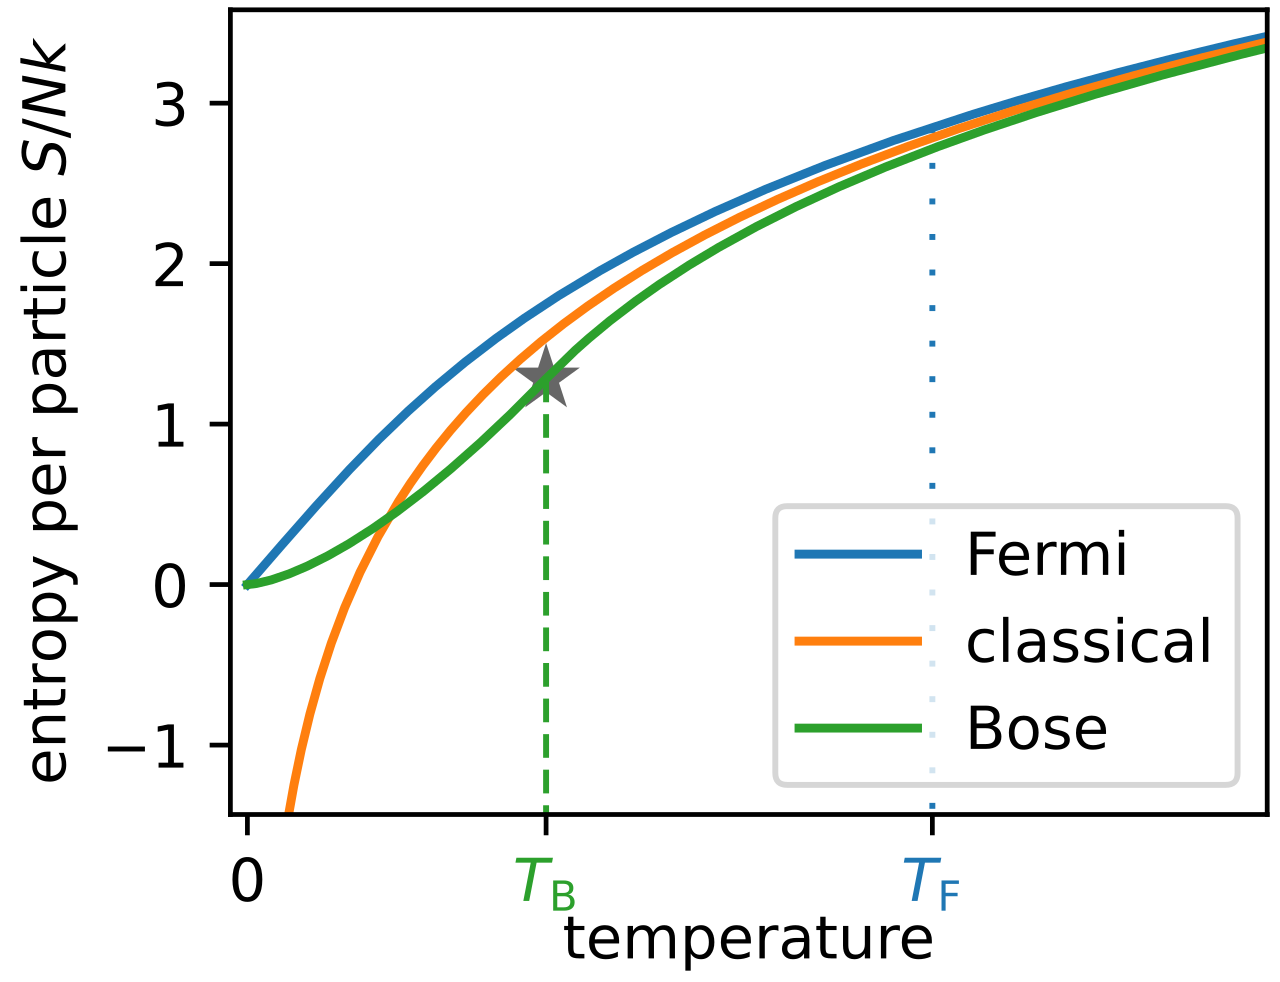 entropy per particle S/Nk
3
2
1
0
−1
Fermi
classical
Bose
0
T_B
T_F
temperature